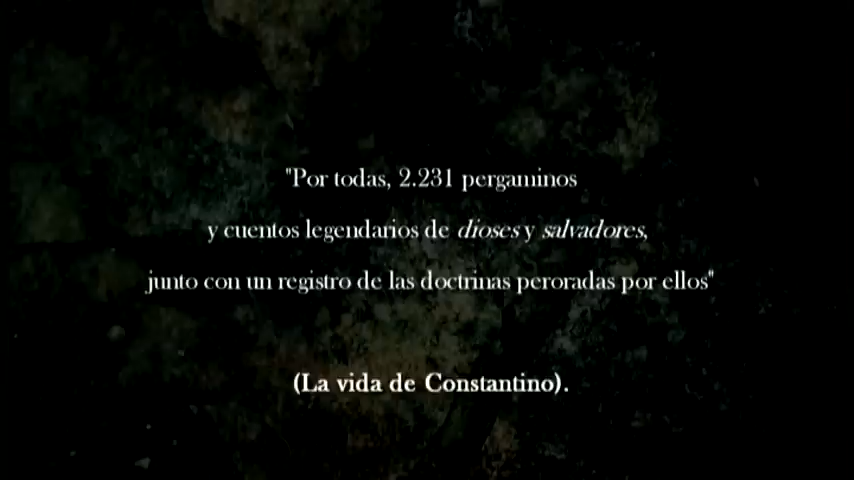 "Por todas, 2.231 pergaminos
y cuentos legendarios de dioses y salvadores,
junto con un registro de las doctrinas peroradas por ellos"
(La vida de Constantino).